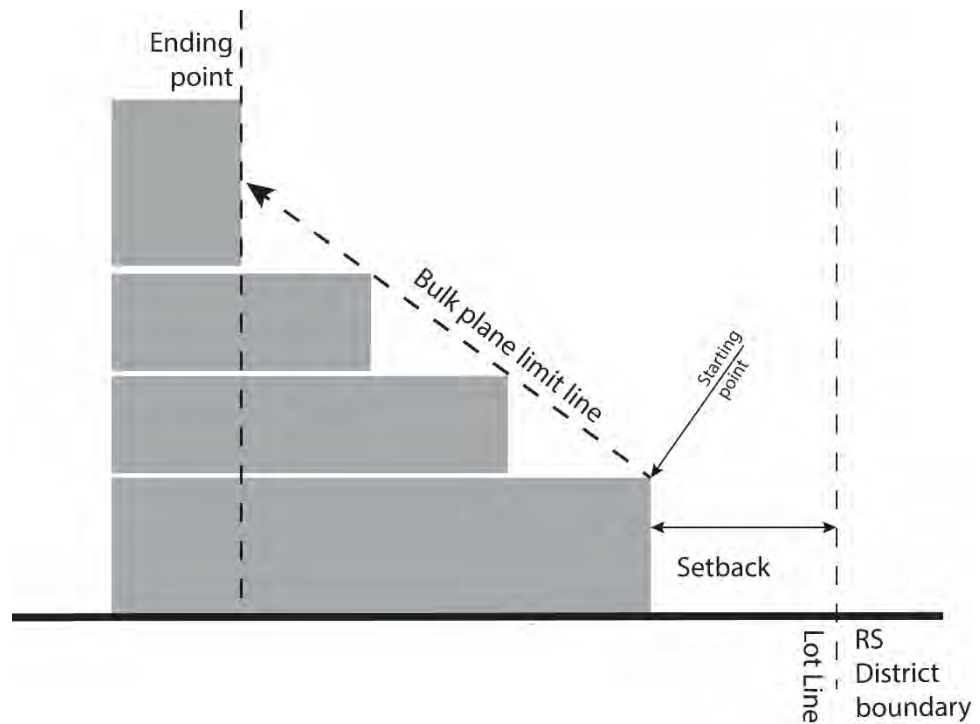 Ending
point
Bulk plane limit line
Starting
point
Setback
Lot Line
RS
District
boundary